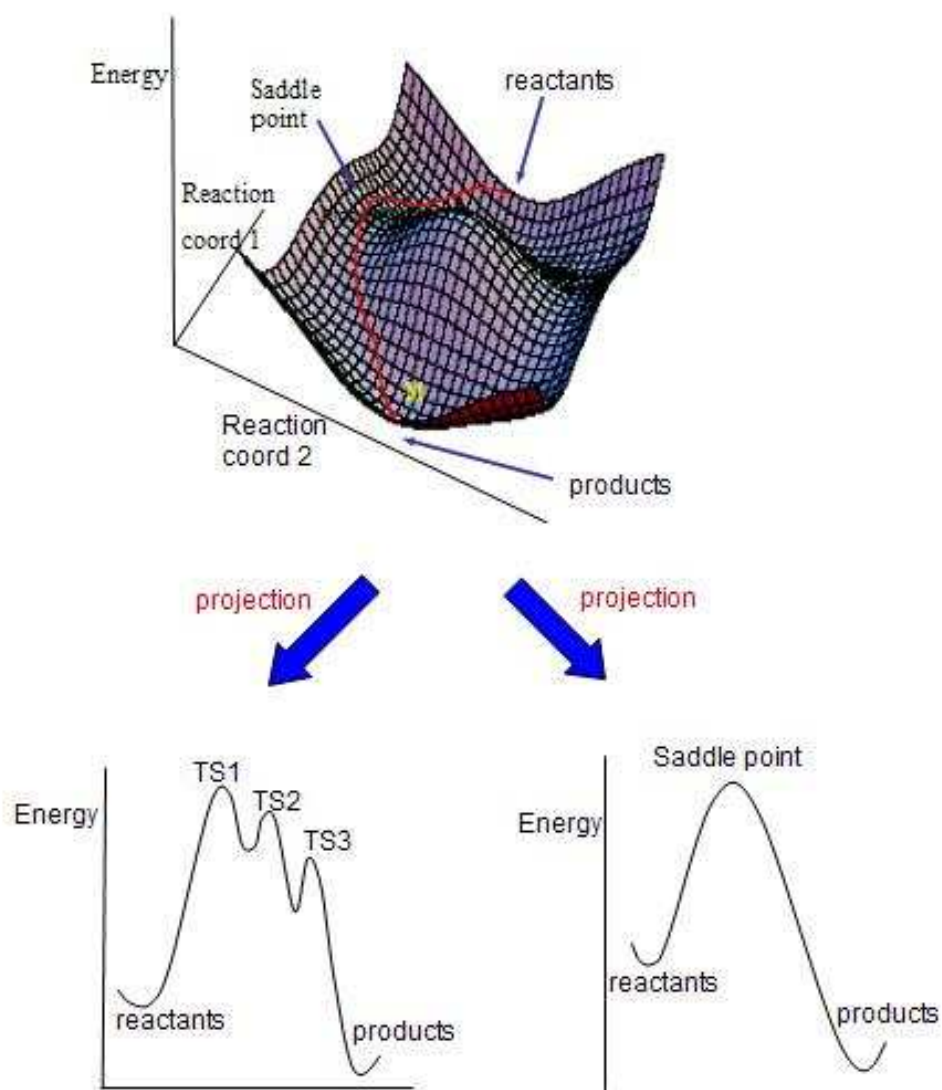 Energy
Saddle
point
reactants
Reaction
coord 1
Reaction
coord 2
products
projection
projection
TS1
TS2
TS3
Energy
reactants
products
Saddle point
Energy
reactants
products